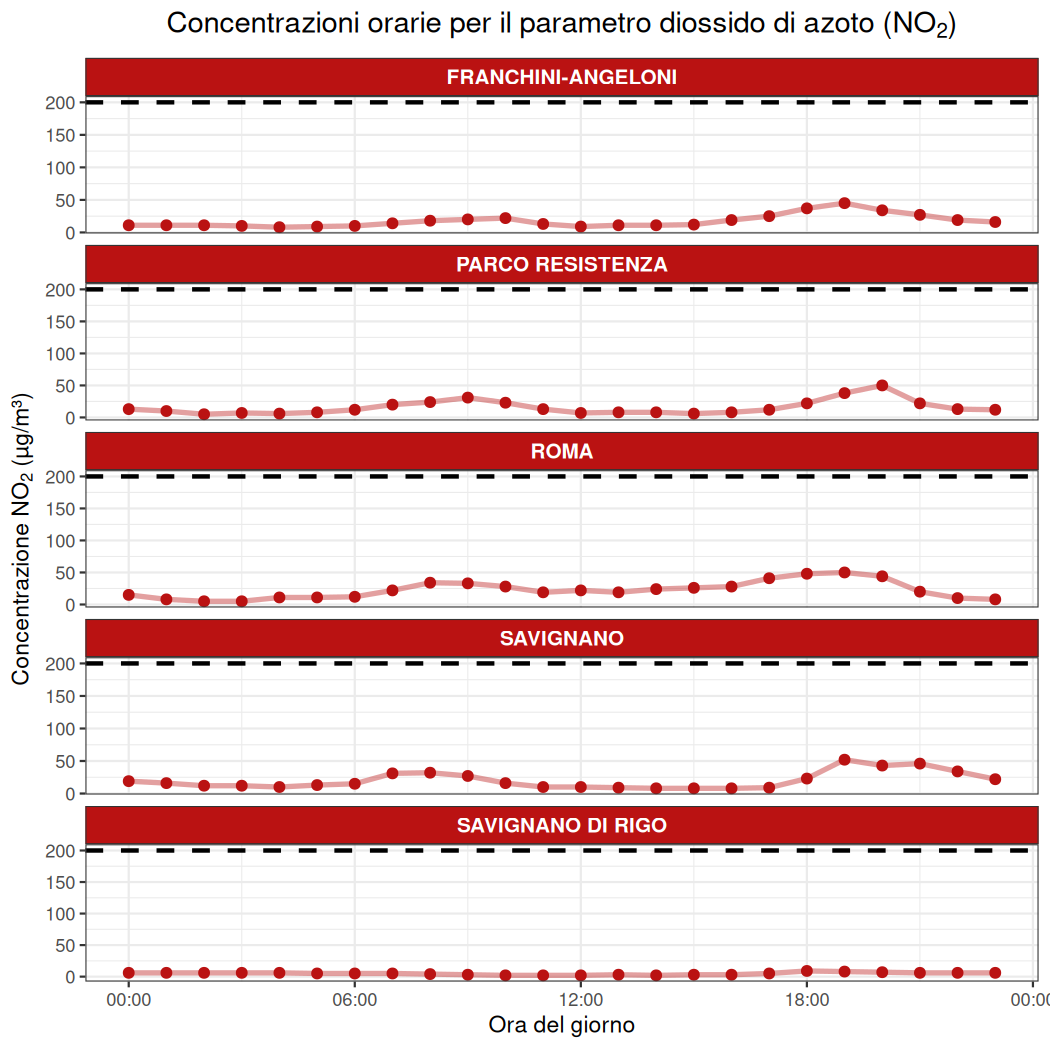 Concentrazioni orarie per il parametro diossido di azoto (NO₂)
Concentrazione NO₂ (µg/m³)
FRANCHINI-ANGELONI
200
150
100
50
0
PARCO RESISTENZA
200
150
100
50
0
ROMA
200
150
100
50
0
SAVIGNANO
200
150
100
50
0
SAVIGNANO DI RIGO
200
150
100
50
0
00:00 06:00 12:00 18:00 00:00
Ora del giorno